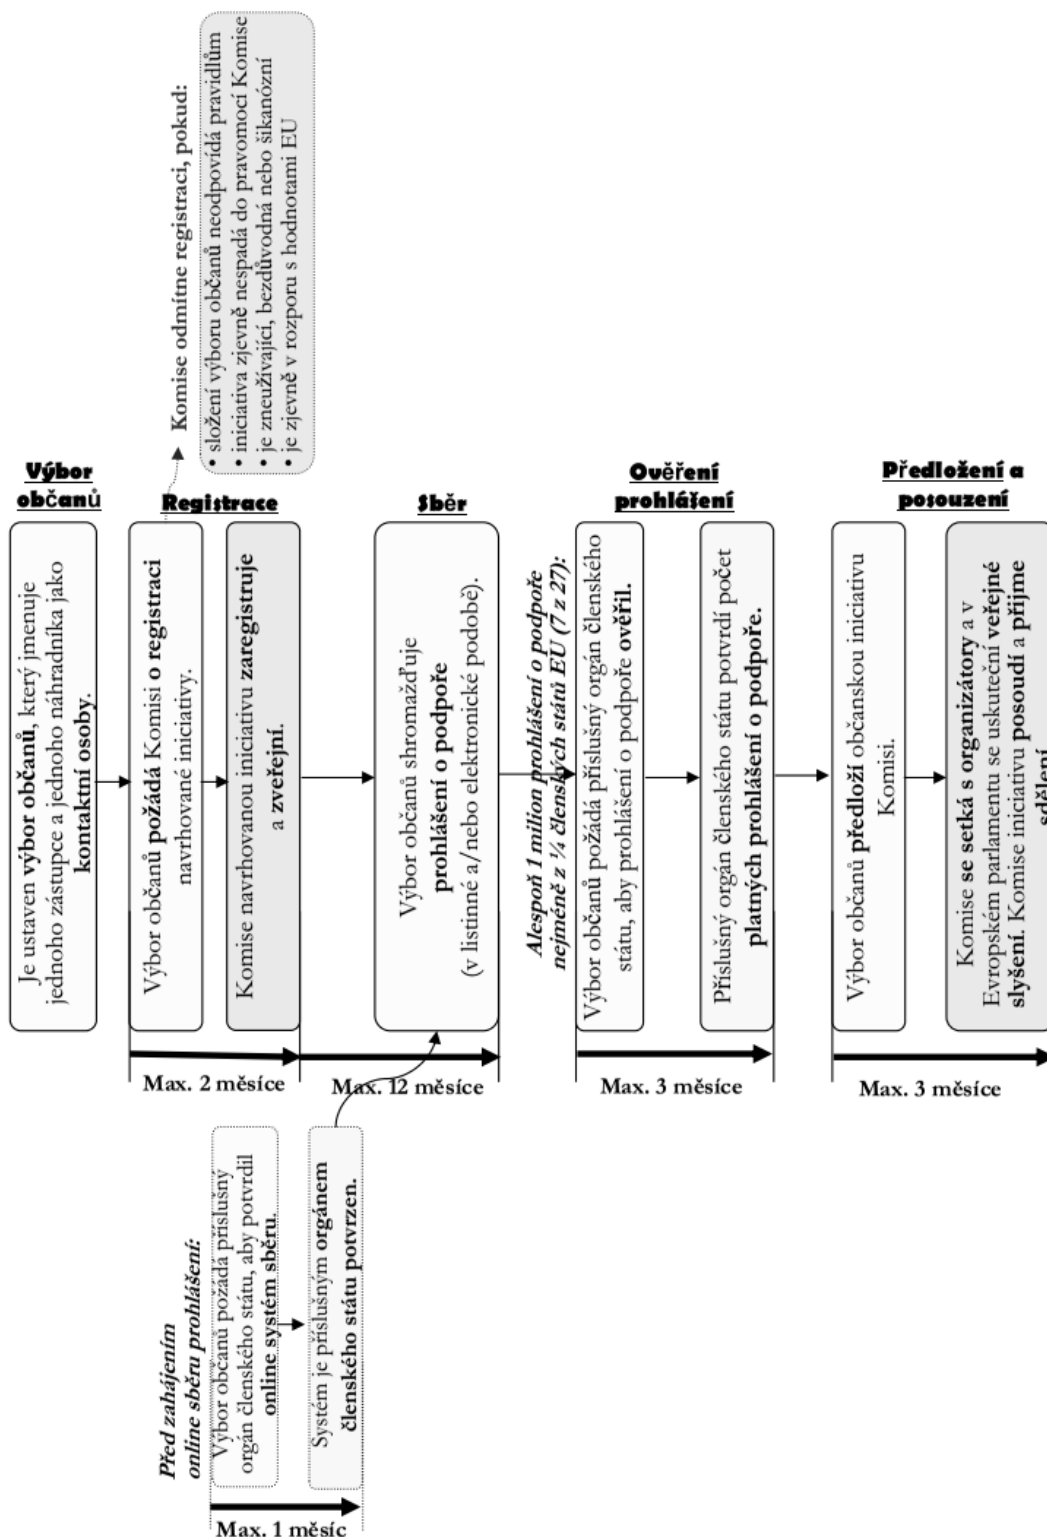 Výbor
občanů
Je ustaven výbor občanů, který jmenuje
jednoho zástupce a jednoho náhradníka jako
kontaktní osoby.
Registrace
Výbor občanů požádá Komisi o registraci
navrhované iniciativy.
Komise navrhovanou iniciativu zaregistruje
a zveřejní.
Max. 2 měsíce
Komise odmítne registraci, pokud:
• složení výboru občanů neodpovídá pravidlům
• iniciativa zjevně nespadá do pravomocí Komise
• je zneužívající, bezdůvodná nebo šikanózní
• je zjevně v rozporu s hodnotami EU
Před zahájením
online sběru prohlášení:
Výbor občanů požádá příslušný
orgán členského státu, aby potvrdil
online systém sběru.
Systém je příslušným orgánem
členského státu potvrzen.
Max. 1 měsíc
Sběr
Výbor občanů shromažďuje
prohlášení o podpoře
(v listinné a/nebo elektronické podobě).
Max. 12 měsíce
Alespoň 1 milion prohlášení o podpoře
nejméně z ¼ členských států EU (7 z 27):
Ověření
prohlášení
Výbor občanů požádá příslušný orgán členského
státu, aby prohlášení o podpoře ověřil.
Příslušný orgán členského státu potvrdí počet
platných prohlášení o podpoře.
Max. 3 měsíce
Předložení a
posouzení
Výbor občanů předloží občanskou iniciativu
Komisi.
Komise se setká s organizátory a v
Evropském parlamentu se uskuteční veřejné
slyšení. Komise iniciativu posoudí a přijme
sdělení
Max. 3 měsíce